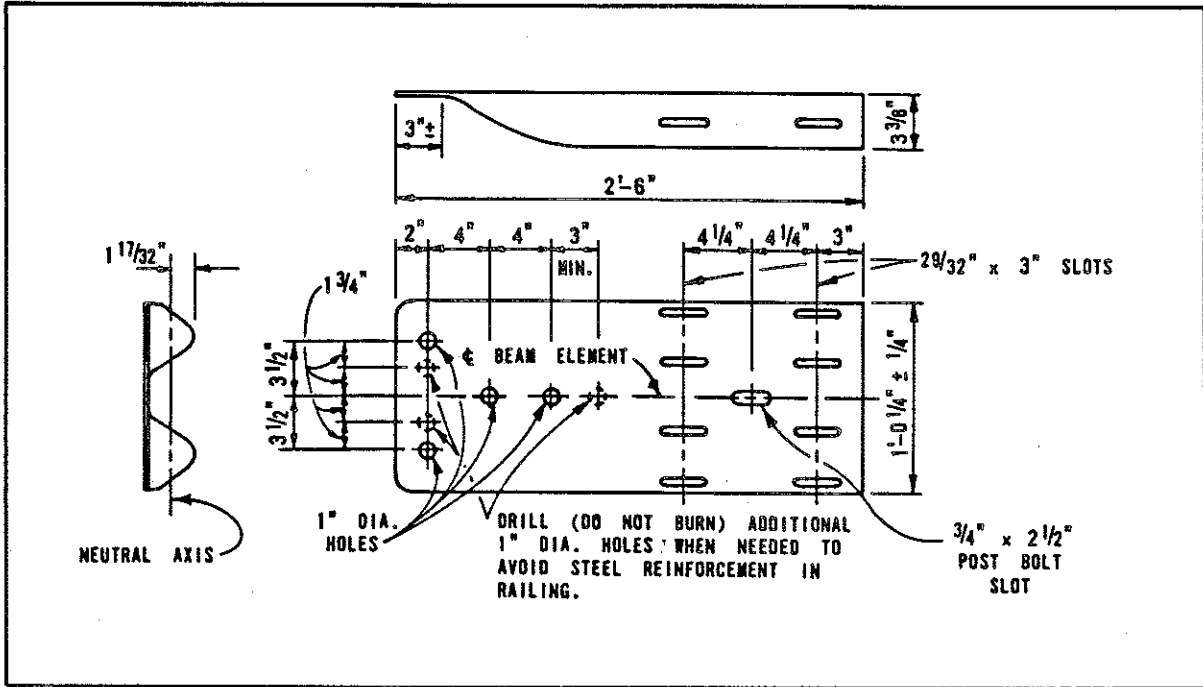 3"±
3 3/8"
2'-6"
2" 4" 4" 3" 4 1/4" 4 1/4" 3"
MIN.
1 17/32"
29/32" x 3" SLOTS
1 3/4"
℄ BEAM ELEMENT
3 1/2"
3 1/2"
1'-0 1/4" ± 1/4"
NEUTRAL AXIS
1" DIA.
HOLES
DRILL (DO NOT BURN) ADDITIONAL
1" DIA. HOLES WHEN NEEDED TO
AVOID STEEL REINFORCEMENT IN
RAILING.
3/4" x 2 1/2"
POST BOLT
SLOT